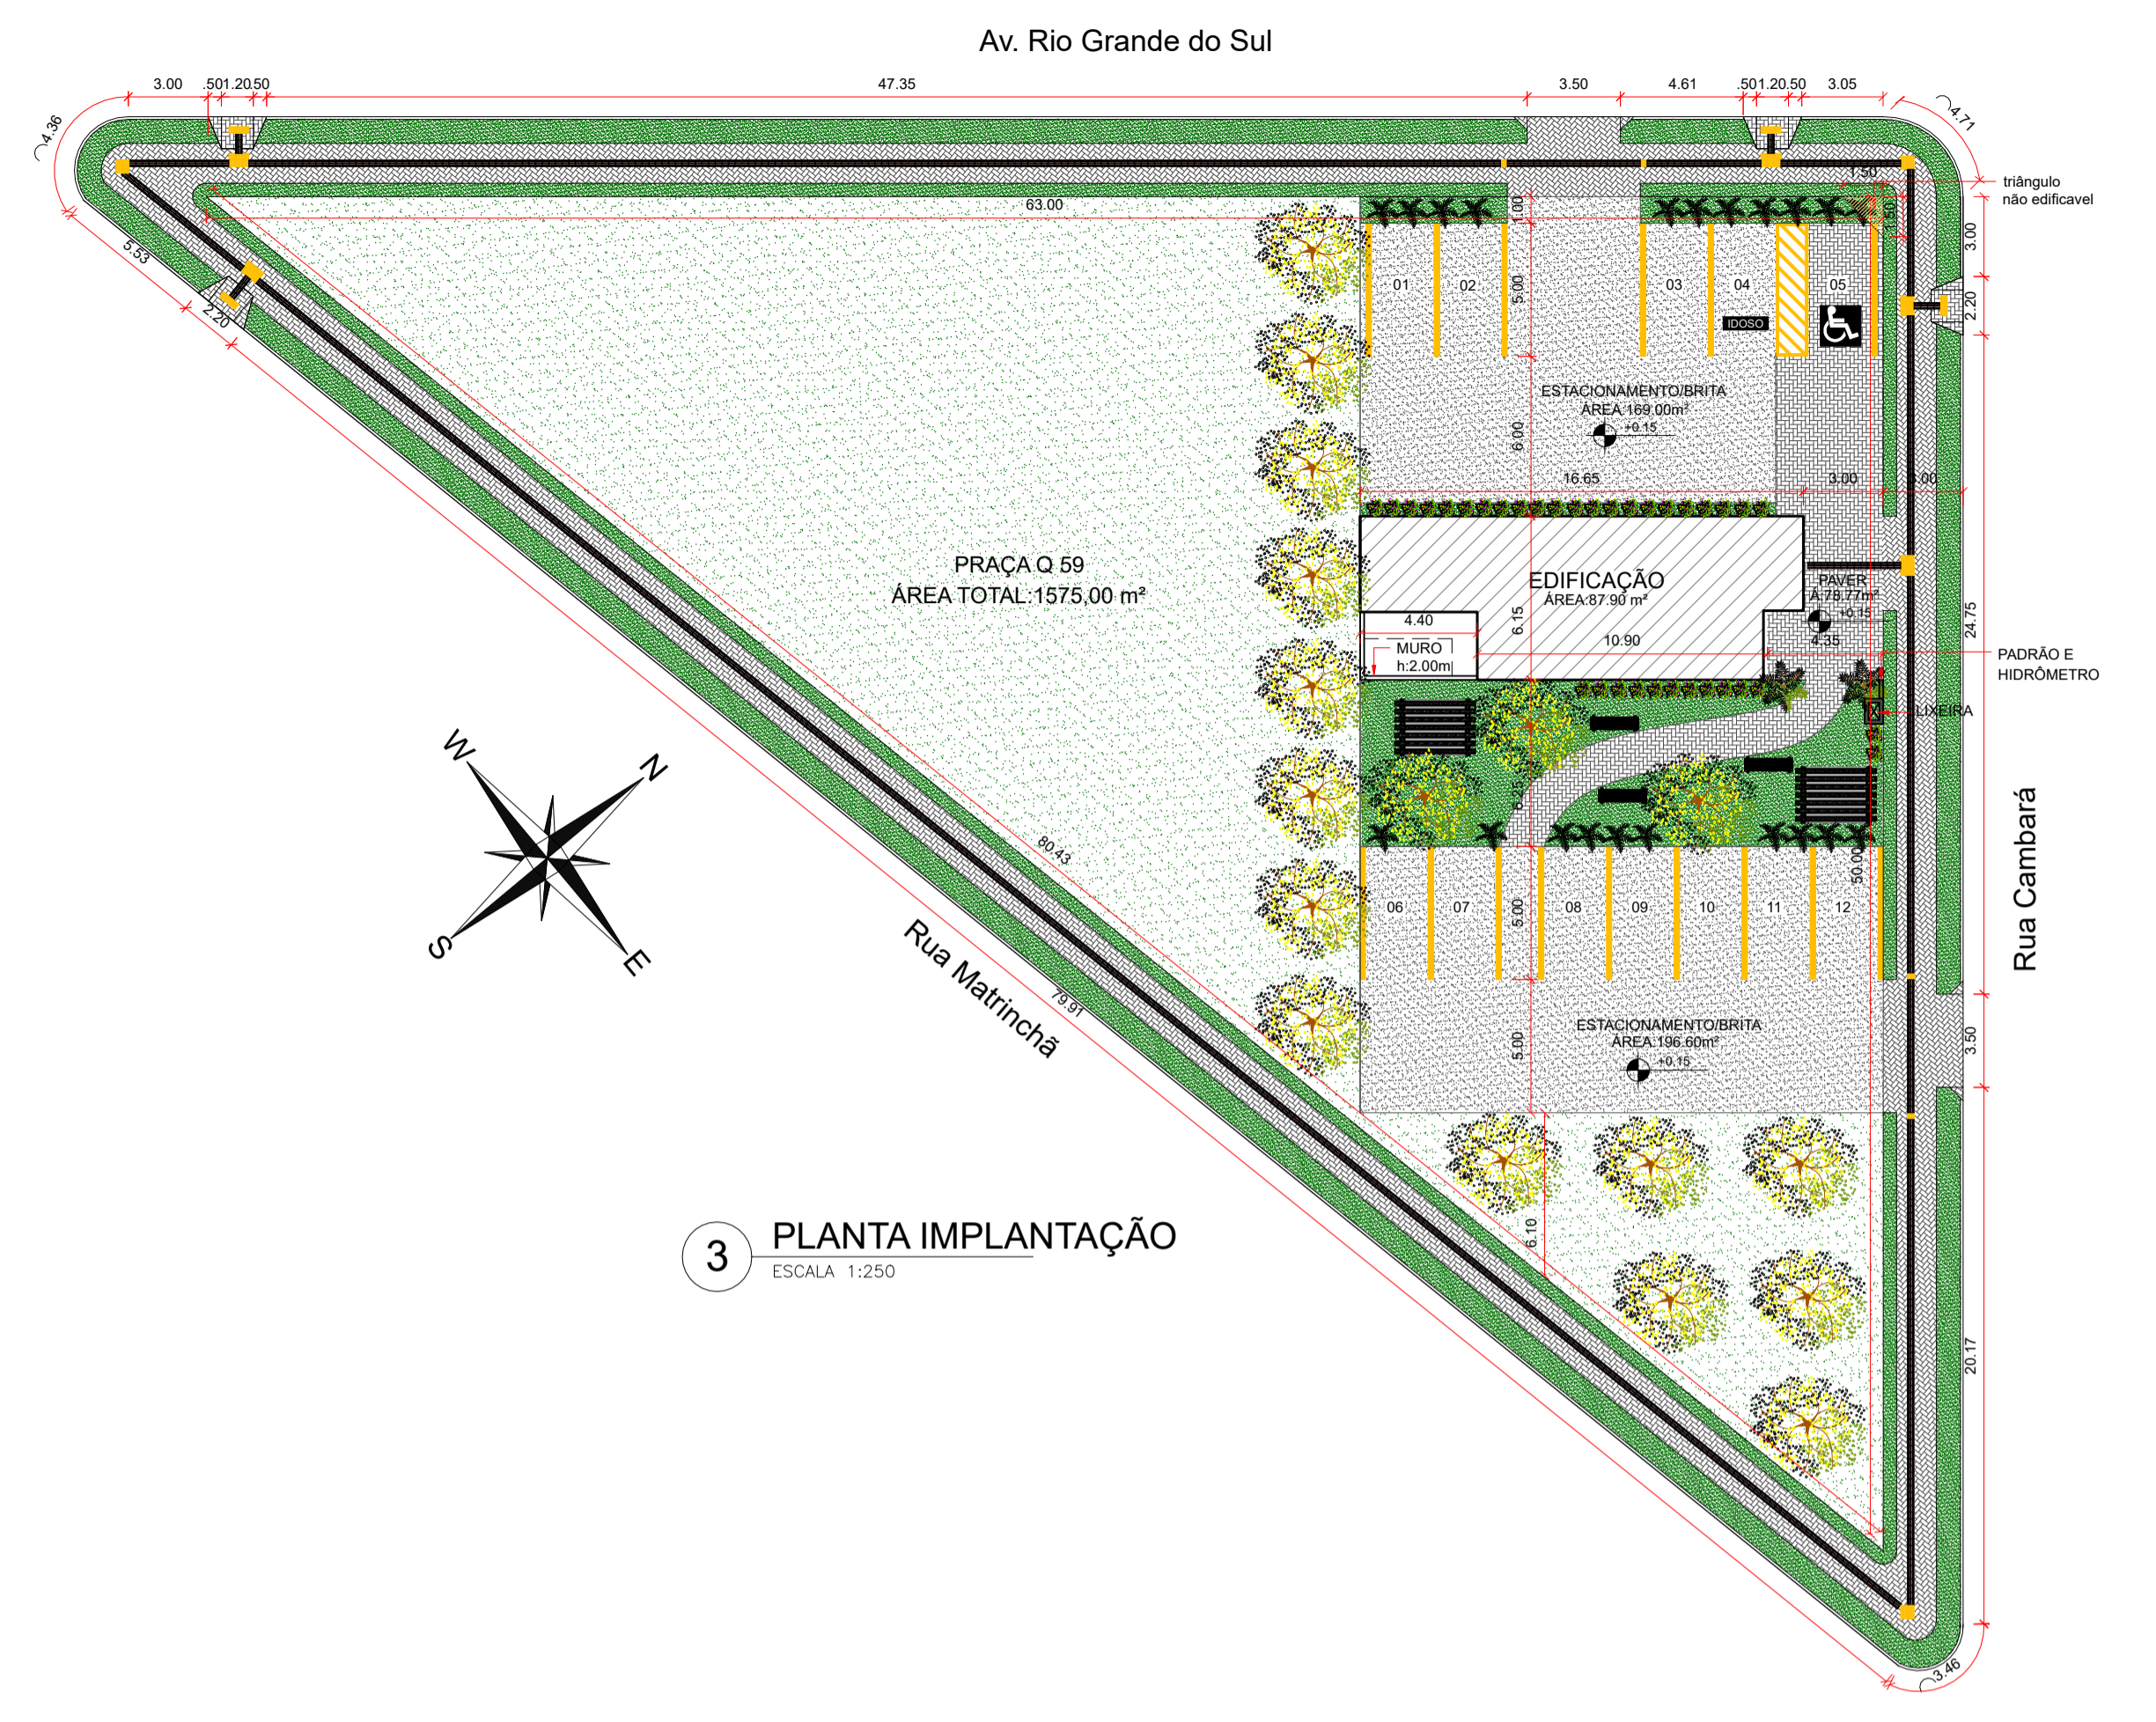 Av. Rio Grande do Sul
3.00
.50
1.20
.50
47.35
3.50
4.61
.50
1.20
.50
3.05
4.36
4.71
1.50
triângulo
não edificavel
63.00
1.00
3.00
5.53
2.20
2.20
01
02
03
04
05
5.00
IDOSO
ESTACIONAMENTO/BRITA
ÁREA:169.00m²
+0.15
6.00
16.65
3.00
3.00
PRAÇA Q 59
ÁREA TOTAL:1575,00 m²
EDIFICAÇÃO
ÁREA:87.90 m²
PAVER
A:78.77m²
+0.15
4.40
6.15
10.90
4.35
24.75
MURO
h:2.00m
PADRÃO E
HIDRÔMETRO
LIXEIRA
W
N
S
E
80.43
50.00
Rua Cambará
06
07
08
09
10
11
12
5.00
Rua Matrinchã
79.91
ESTACIONAMENTO/BRITA
ÁREA:196.60m²
+0.15
5.00
3.50
6.10
3
PLANTA IMPLANTAÇÃO
ESCALA 1:250
20.17
3.46